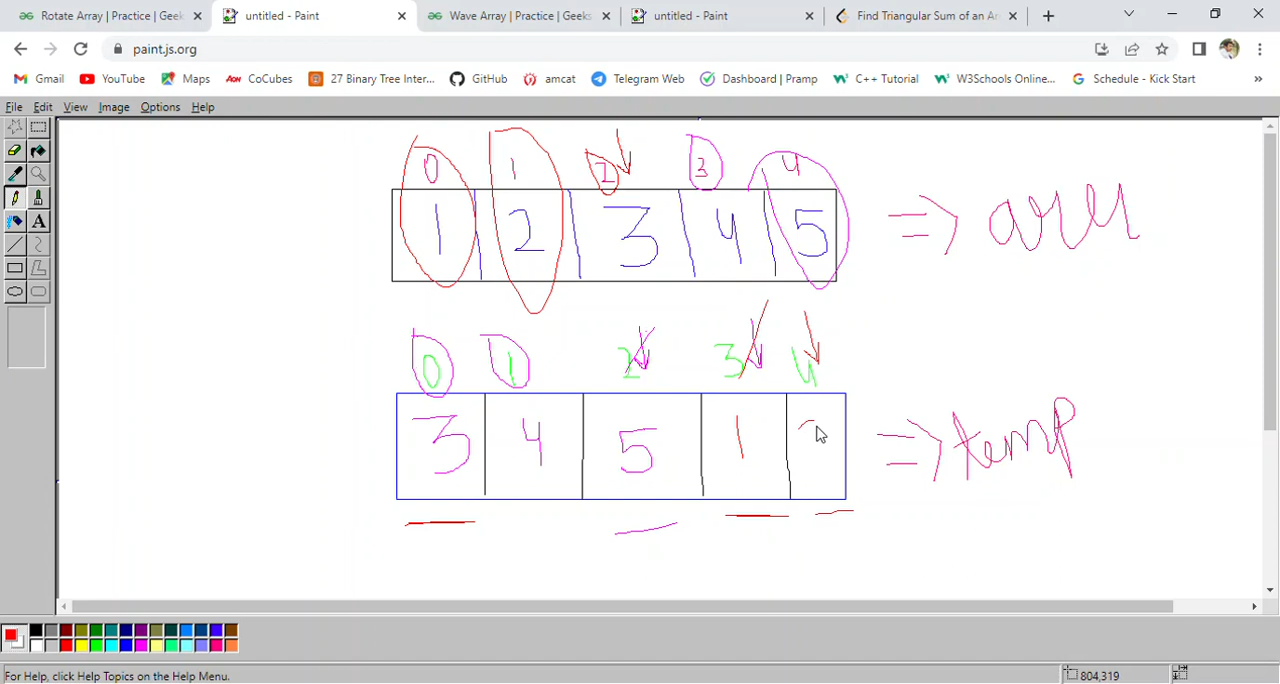 Rotate Array | Practice | Geek
untitled - Paint
Wave Array | Practice | Geeks
untitled - Paint
Find Triangular Sum of an Ar
paint.js.org
Gmail YouTube Maps CoCubes 27 Binary Tree Inter... GitHub amcat Telegram Web Dashboard | Pramp C++ Tutorial W3Schools Online... Schedule - Kick Start »
File Edit View Image Options Help
0 1 2 3 4
1 2 3 4 5 => arr
0 1 2 3 4
3 4 5 1 => temp
For Help, click Help Topics on the Help Menu. 804,319